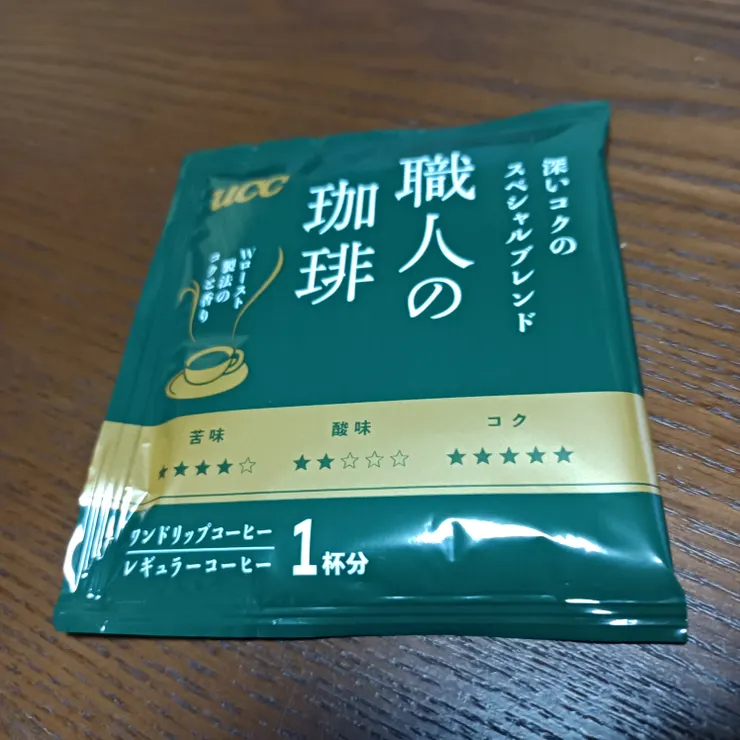 ucc
深いコクの
スペシャルブレンド
職人の
珈琲
Wロースト
製法の
コクと香り
苦味
酸味
コク
★★★★☆
★★☆☆☆
★★★★★
ワンドリップコーヒー
レギュラーコーヒー
1杯分